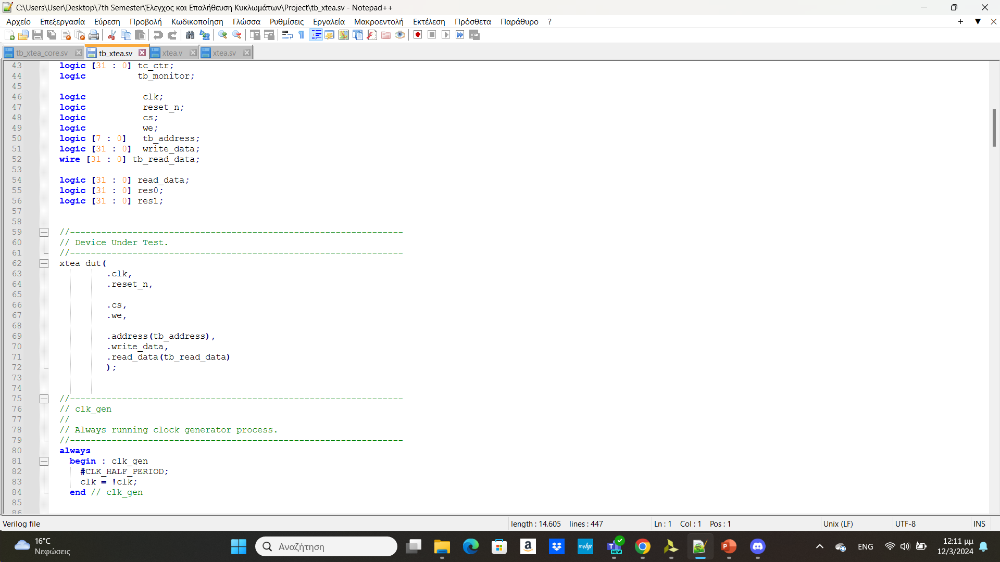 C:\Users\User\Desktop\7th Semester\Έλεγχος και Επαλήθευση Κυκλωμάτων\Project\tb_xtea.sv - Notepad++
Αρχείο Επεξεργασία Εύρεση Προβολή Κωδικοποίηση Γλώσσα Ρυθμίσεις Εργαλεία Μακροεντολή Εκτέλεση Πρόσθετα Παράθυρο ?
tb_xtea_core.sv tb_xtea.sv xtea.v xtea.sv
43 logic [31 : 0] tc_ctr;
44 logic tb_monitor;
45
46 logic clk;
47 logic reset_n;
48 logic cs;
49 logic we;
50 logic [7 : 0] tb_address;
51 logic [31 : 0] write_data;
52 wire [31 : 0] tb_read_data;
53
54 logic [31 : 0] read_data;
55 logic [31 : 0] res0;
56 logic [31 : 0] res1;
57
58
59 //----------------------------------------------------------------
60 // Device Under Test.
61 //----------------------------------------------------------------
62 xtea dut(
63 .clk,
64 .reset_n,
65
66 .cs,
67 .we,
68
69 .address(tb_address),
70 .write_data,
71 .read_data(tb_read_data)
72 );
73
74
75 //----------------------------------------------------------------
76 // clk_gen
77 //
78 // Always running clock generator process.
79 //----------------------------------------------------------------
80 always
81 begin : clk_gen
82 #CLK_HALF_PERIOD;
83 clk = !clk;
84 end // clk_gen
85
86
Verilog file length : 14.605 lines : 447 Ln : 1 Col : 1 Pos : 1 Unix (LF) UTF-8 INS
16°C
Νεφώσεις
Αναζήτηση
a
myhp
T
NEW
P
ENG
12:11 μμ
12/3/2024